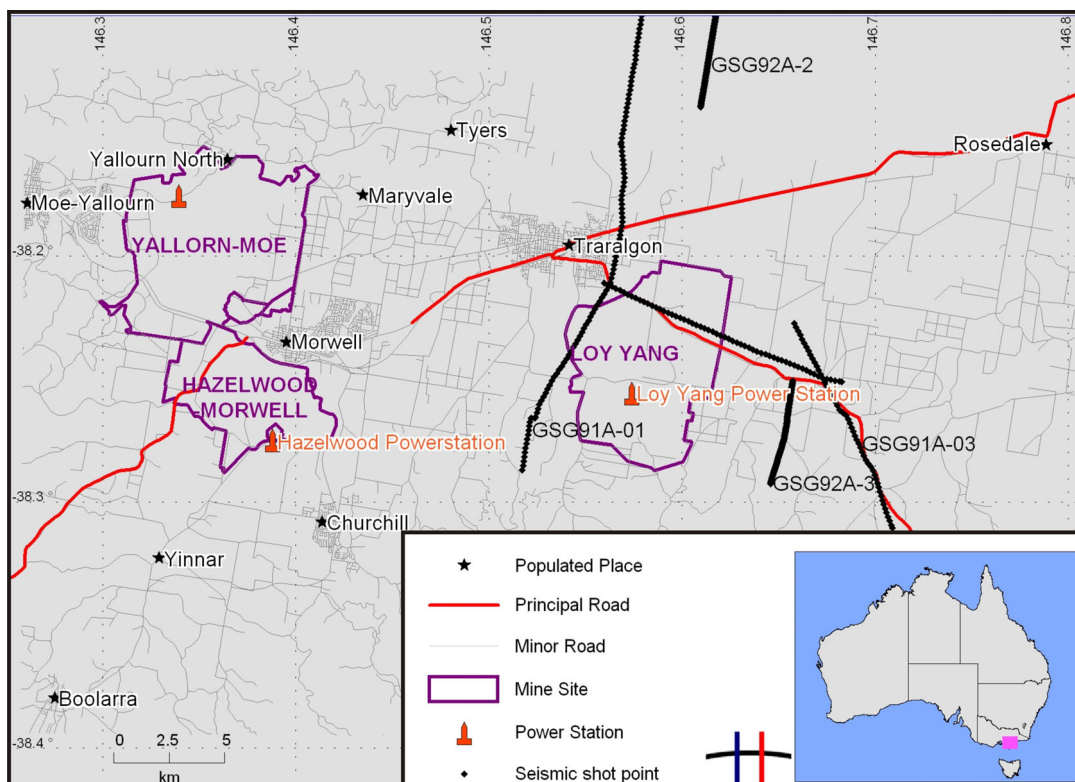 146.3
146.4
146.5
146.6
146.7
146.8
GSG92A-2
Tyers
Rosedale
Yallourn North
Maryvale
Moe-Yallourn
-38.2
YALLORN-MOE
Traralgon
Morwell
LOY YANG
HAZELWOOD
-MORWELL
Loy Yang Power Station
GSG91A-01
Hazelwood Powerstation
GSG91A-03
GSG92A-3
-38.3
Churchill
Yinnar
Boolarra
-38.4
0 2.5 5
km
Populated Place
Principal Road
Minor Road
Mine Site
Power Station
Seismic shot point